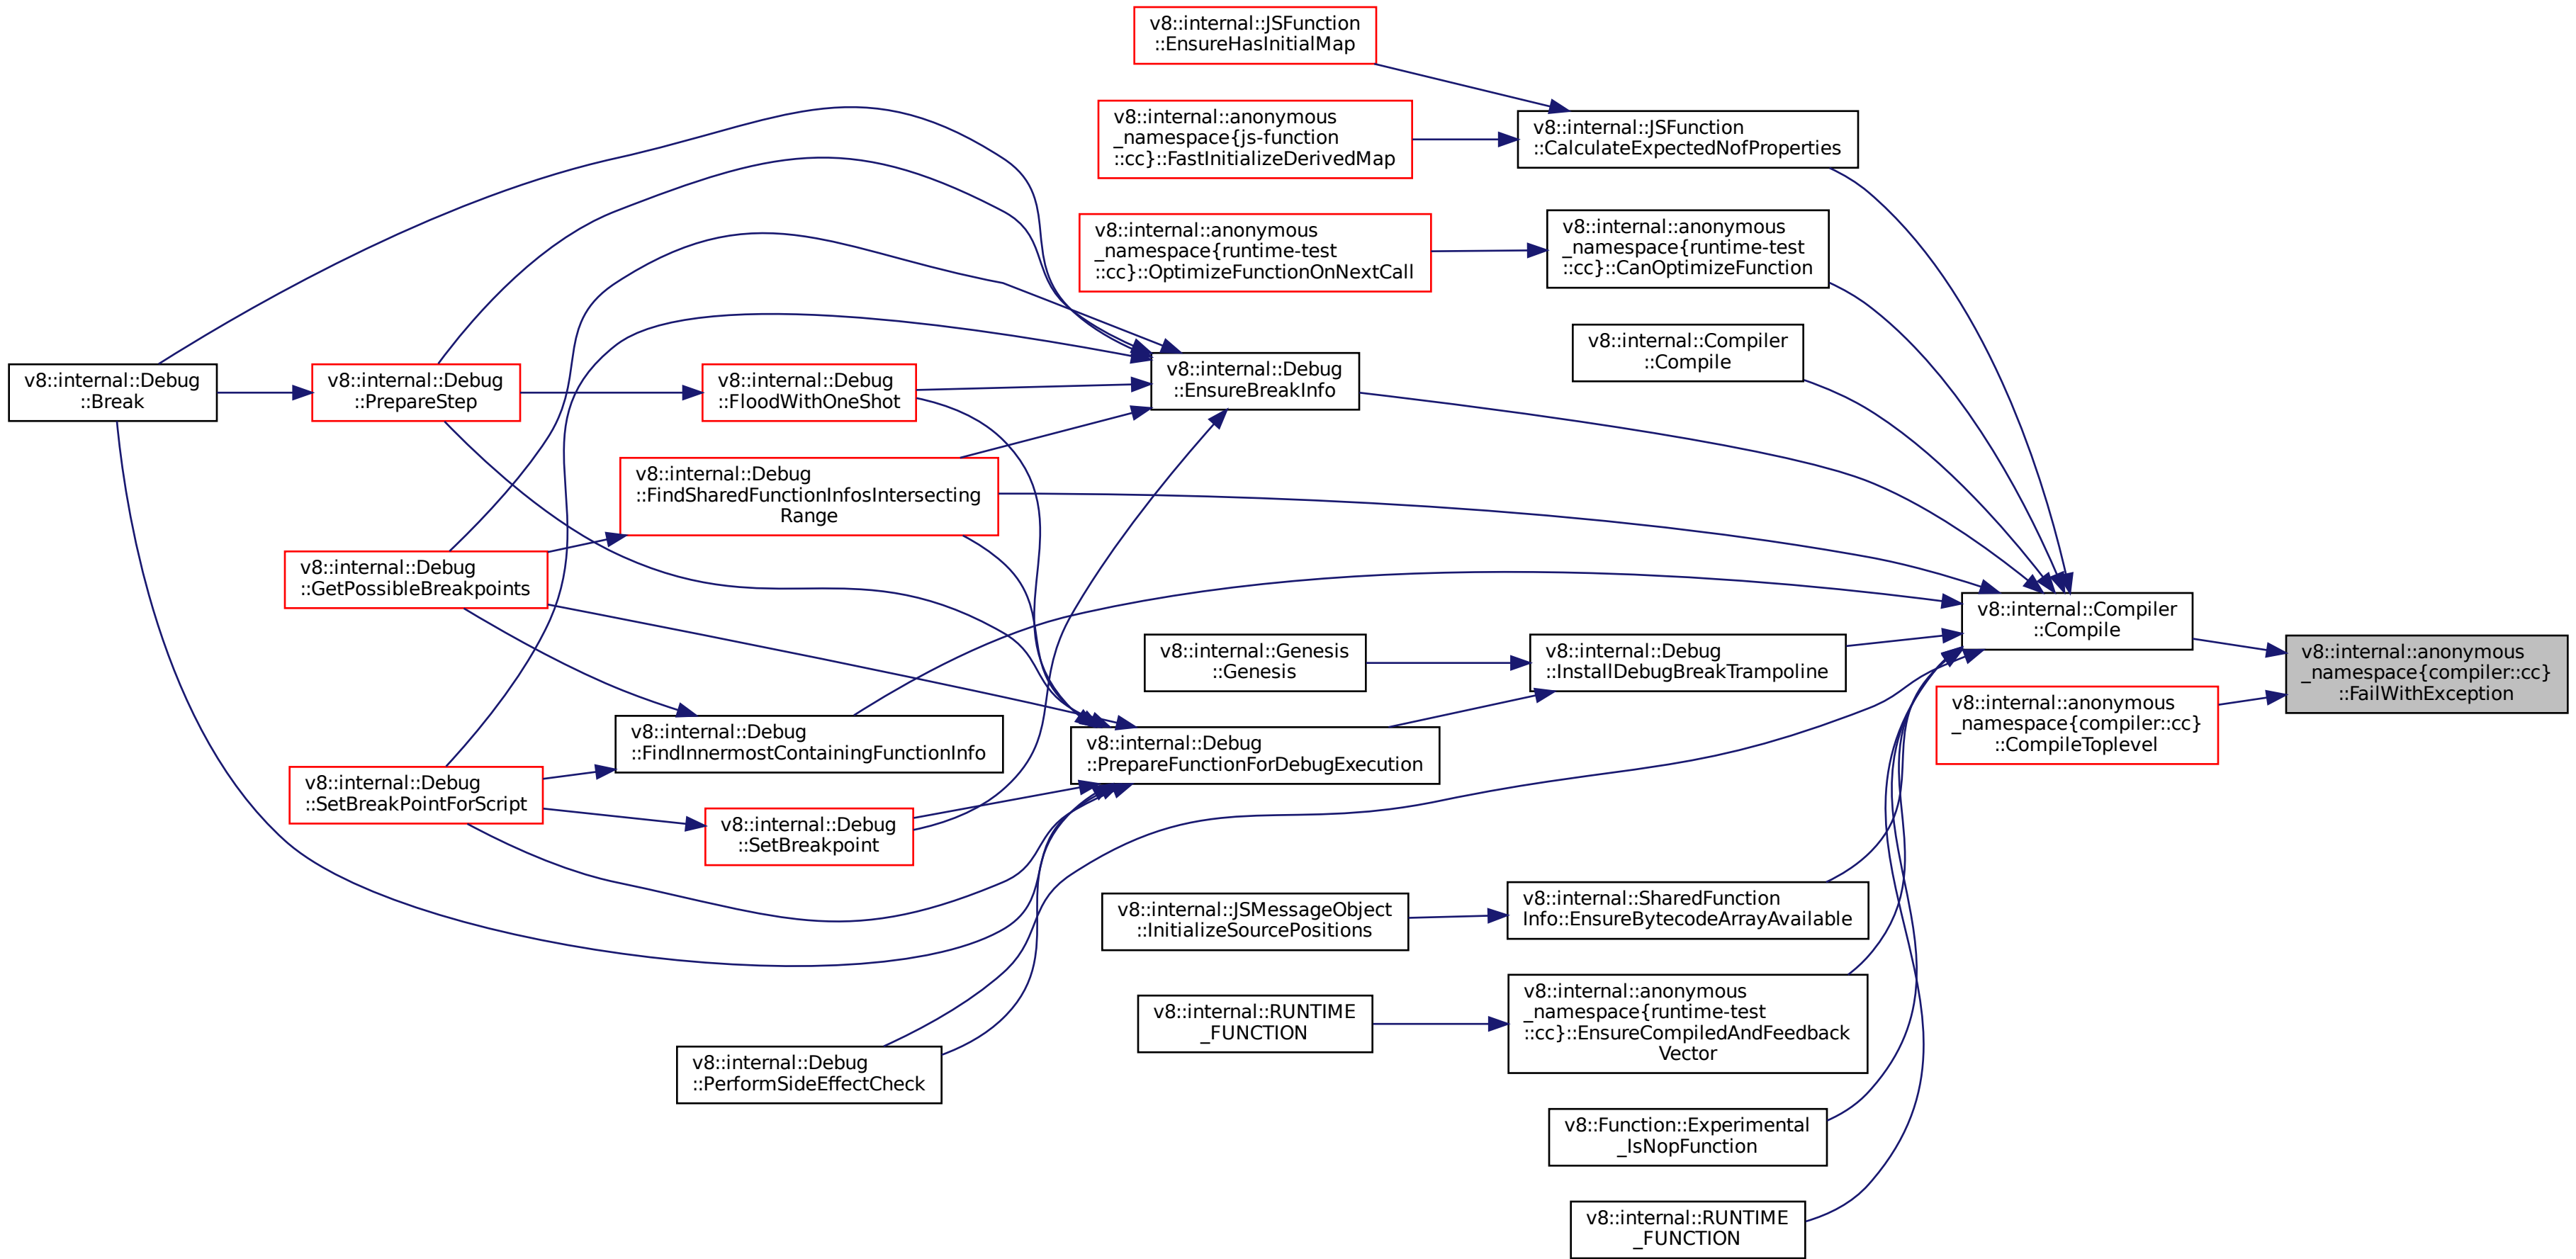 v8::internal::JSFunction
::EnsureHasInitialMap
v8::internal::anonymous
_namespace{js-function
::cc}::FastInitializeDerivedMap
v8::internal::JSFunction
::CalculateExpectedNofProperties
v8::internal::anonymous
_namespace{runtime-test
::cc}::OptimizeFunctionOnNextCall
v8::internal::anonymous
_namespace{runtime-test
::cc}::CanOptimizeFunction
v8::internal::Compiler
::Compile
v8::internal::Debug
::Break
v8::internal::Debug
::PrepareStep
v8::internal::Debug
::FloodWithOneShot
v8::internal::Debug
::EnsureBreakInfo
v8::internal::Debug
::FindSharedFunctionInfosIntersecting
Range
v8::internal::Debug
::GetPossibleBreakpoints
v8::internal::Compiler
::Compile
v8::internal::Genesis
::Genesis
v8::internal::Debug
::InstallDebugBreakTrampoline
v8::internal::anonymous
_namespace{compiler::cc}
::FailWithException
v8::internal::anonymous
_namespace{compiler::cc}
::CompileToplevel
v8::internal::Debug
::FindInnermostContainingFunctionInfo
v8::internal::Debug
::PrepareFunctionForDebugExecution
v8::internal::Debug
::SetBreakPointForScript
v8::internal::Debug
::SetBreakpoint
v8::internal::JSMessageObject
::InitializeSourcePositions
v8::internal::SharedFunction
Info::EnsureBytecodeArrayAvailable
v8::internal::RUNTIME
_FUNCTION
v8::internal::anonymous
_namespace{runtime-test
::cc}::EnsureCompiledAndFeedback
Vector
v8::internal::Debug
::PerformSideEffectCheck
v8::Function::Experimental
_IsNopFunction
v8::internal::RUNTIME
_FUNCTION